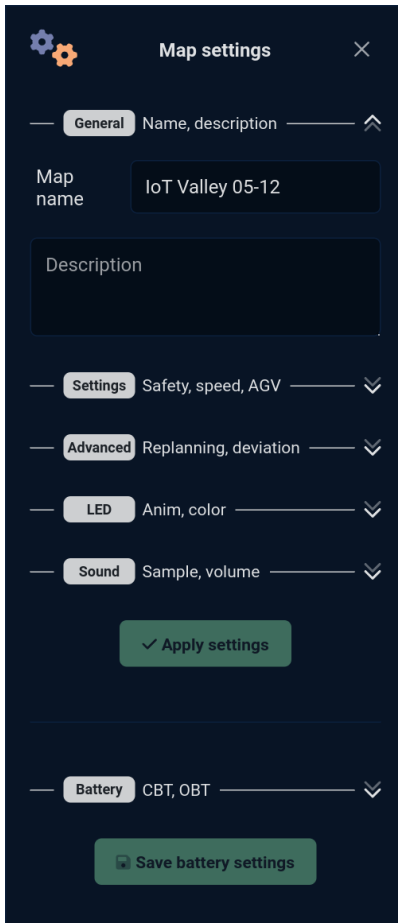 Map settings
General Name, description
Map
name
IoT Valley 05-12
Description
Settings Safety, speed, AGV
Advanced Replanning, deviation
LED Anim, color
Sound Sample, volume
Apply settings
Battery CBT, OBT
Save battery settings